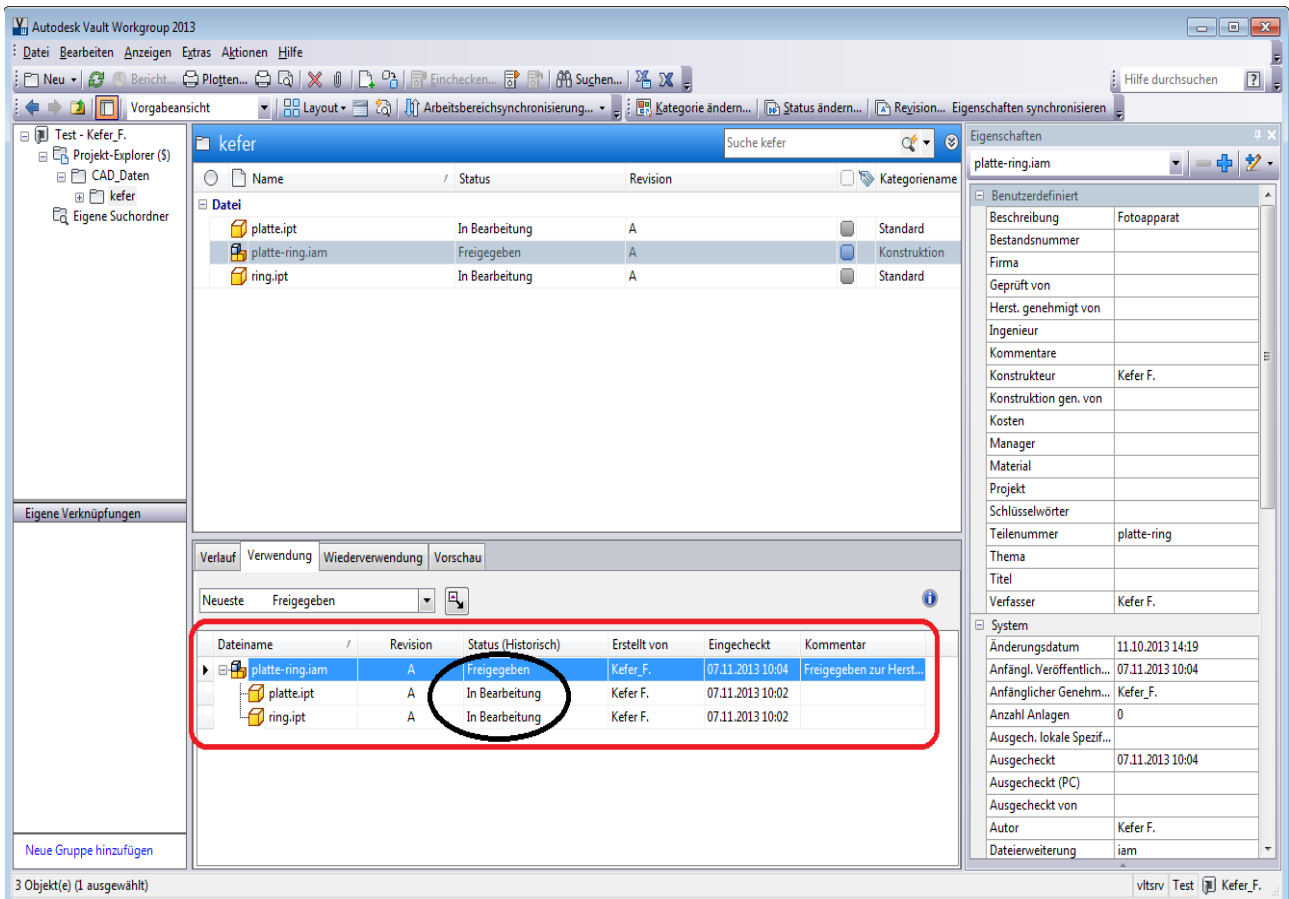 Autodesk Vault Workgroup 2013
Datei Bearbeiten Anzeigen Extras Aktionen Hilfe
Neu Bericht... Plotten... Einchecken... Suchen... Hilfe durchsuchen
Vorgabeansicht Layout Arbeitsbereichsynchronisierung... Kategorie ändern... Status ändern... Revision... Eigenschaften synchronisieren
Test - Kefer_F.
Projekt-Explorer ($)
CAD_Daten
kefer
Eigene Suchordner
Eigene Verknüpfungen
Neue Gruppe hinzufügen
kefer Suche kefer
Name Status Revision Kategoriename
Datei
platte.ipt In Bearbeitung A Standard
platte-ring.iam Freigegeben A Konstruktion
ring.ipt In Bearbeitung A Standard
Verlauf Verwendung Wiederverwendung Vorschau
Neueste Freigegeben
Dateiname Revision Status (Historisch) Erstellt von Eingecheckt Kommentar
platte-ring.iam A Freigegeben Kefer_F. 07.11.2013 10:04 Freigegeben zur Herst...
platte.ipt A In Bearbeitung Kefer F. 07.11.2013 10:02
ring.ipt A In Bearbeitung Kefer F. 07.11.2013 10:02
Eigenschaften
platte-ring.iam
Benutzerdefiniert
Beschreibung Fotoapparat
Bestandsnummer
Firma
Geprüft von
Herst. genehmigt von
Ingenieur
Kommentare
Konstrukteur Kefer F.
Konstruktion gen. von
Kosten
Manager
Material
Projekt
Schlüsselwörter
Teilenummer platte-ring
Thema
Titel
Verfasser Kefer F.
System
Änderungsdatum 11.10.2013 14:19
Anfängl. Veröffentlich... 07.11.2013 10:04
Anfänglicher Genehm... Kefer_F.
Anzahl Anlagen 0
Ausgech. lokale Spezif...
Ausgecheckt 07.11.2013 10:04
Ausgecheckt (PC)
Ausgecheckt von
Autor Kefer F.
Dateierweiterung iam
3 Objekt(e) (1 ausgewählt) vltsrv Test Kefer_F.